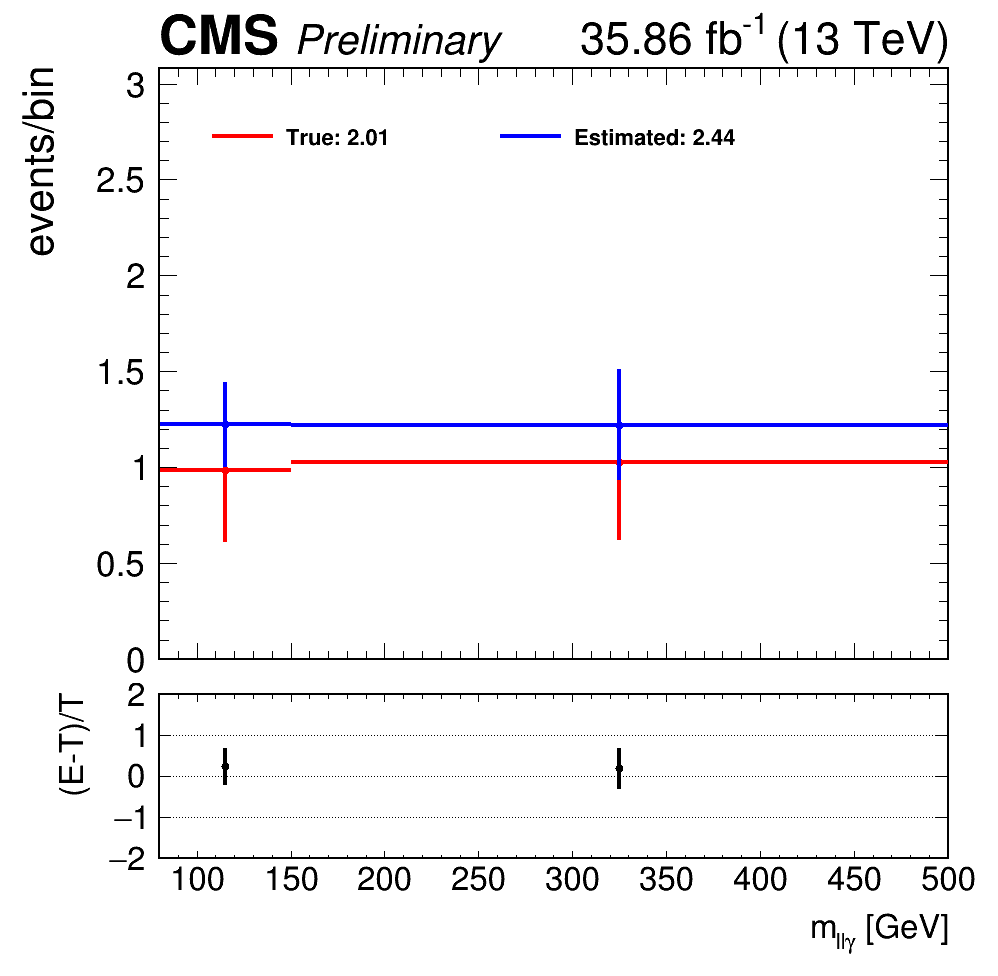 CMS Preliminary 35.86 fb⁻¹ (13 TeV)
events/bin
3
True: 2.01 Estimated: 2.44
2.5
2
1.5
1
0.5
0
(E-T)/T
2
1
0
−1
−2
100 150 200 250 300 350 400 450 500
m_llγ [GeV]